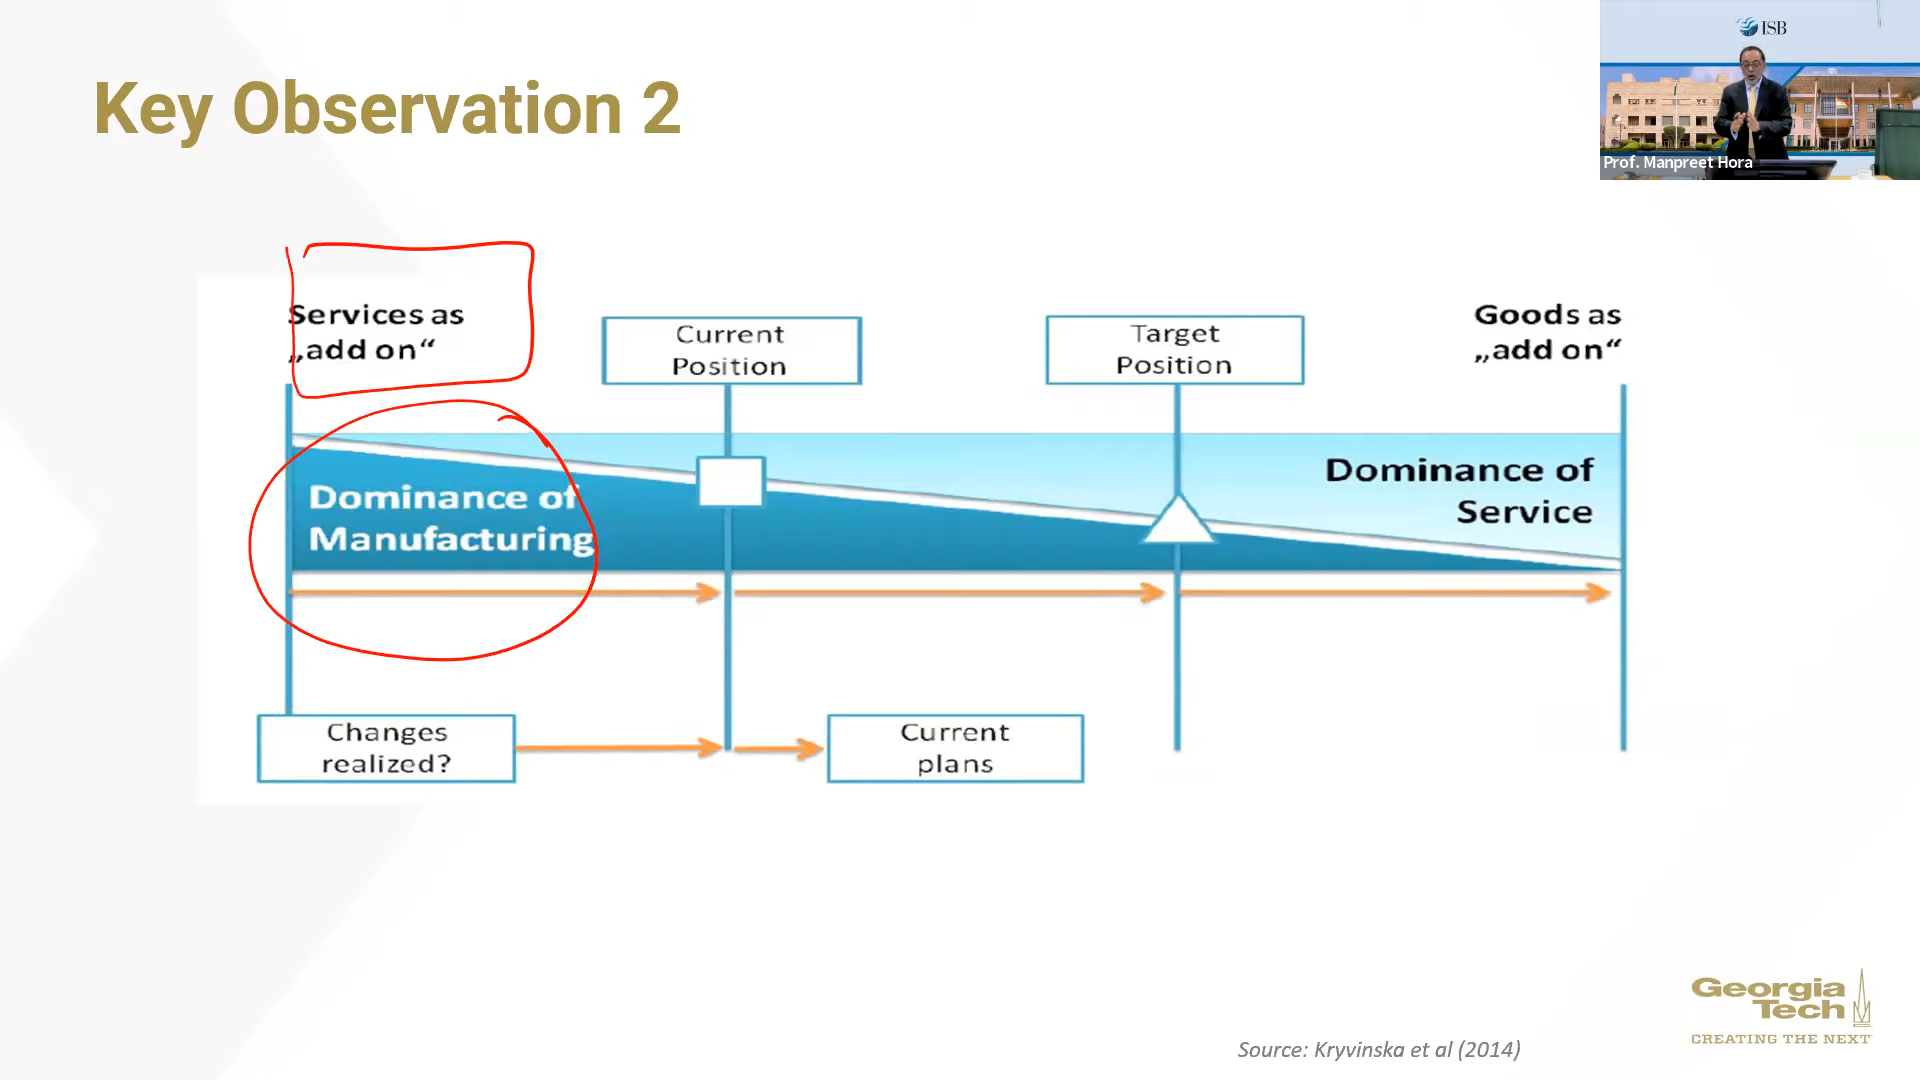 Key Observation 2
ISB
Prof. Manpreet Hora
Services as
„add on“
Current
Position
Target
Position
Goods as
„add on“
Dominance of
Manufacturing
Dominance of
Service
Changes
realized?
Current
plans
Georgia
Tech
CREATING THE NEXT
Source: Kryvinska et al (2014)